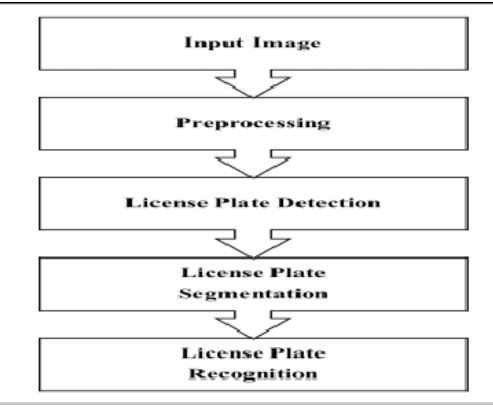 Input Image
Preprocessing
License Plate Detection
License Plate
Segmentation
License Plate
Recognition